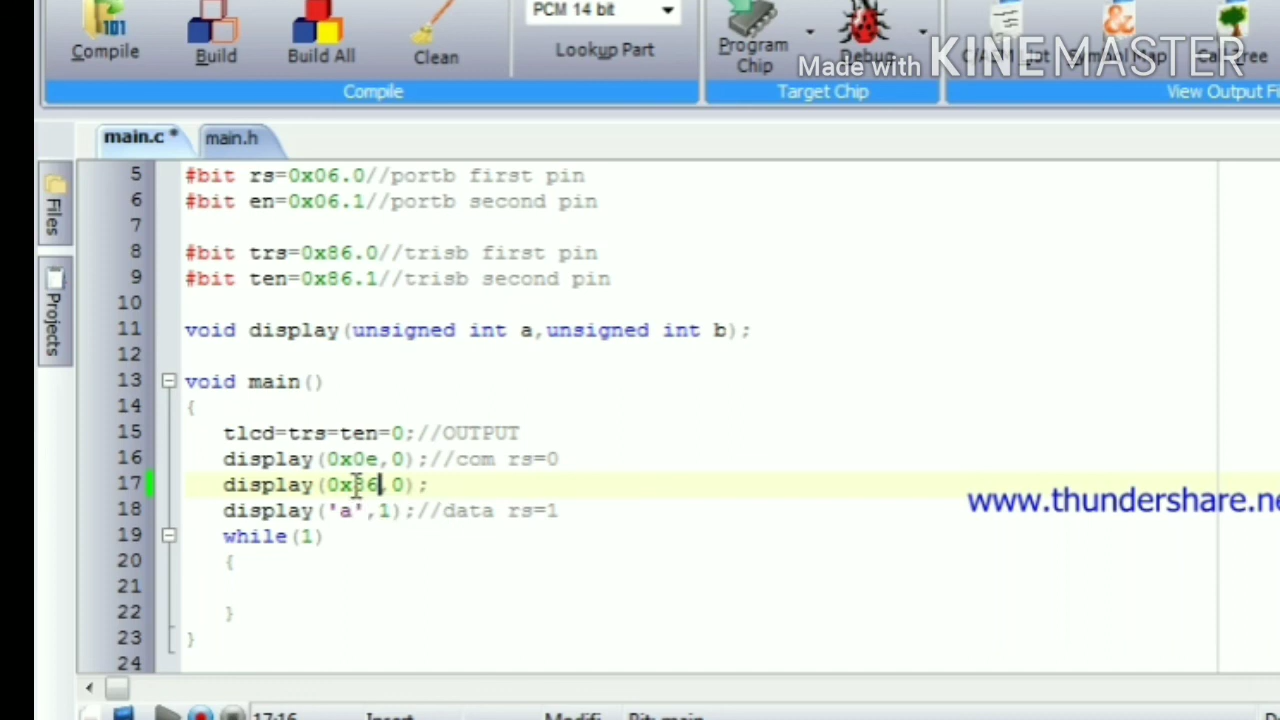 PCM 14 bit
Compile
Build
Build All
Clean
Lookup Part
Program
Chip
Debug
Made with KINEMASTER
Compile
Target Chip
View Output Fi
main.c *
main.h
Files
Projects
5 #bit rs=0x06.0//portb first pin
6 #bit en=0x06.1//portb second pin
7
8 #bit trs=0x86.0//trisb first pin
9 #bit ten=0x86.1//trisb second pin
10
11 void display(unsigned int a,unsigned int b);
12
13 void main()
14 {
15 tlcd=trs=ten=0;//OUTPUT
16 display(0x0e,0);//com rs=0
17 display(0x86,0);
18 display('a',1);//data rs=1
19 while(1)
20 {
21
22 }
23 }
24
www.thundershare.ne
17:16
Insert